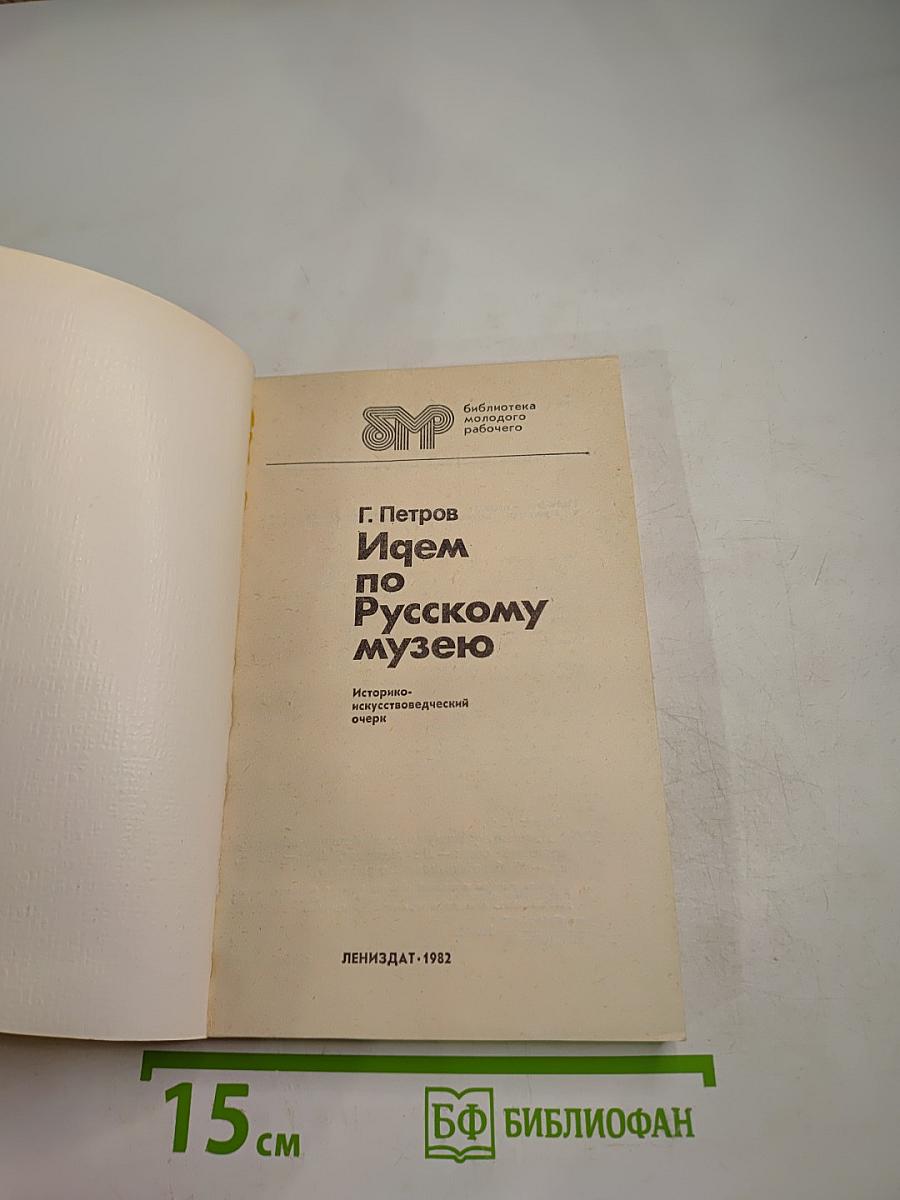 бмр
библиотека
молодого
рабочего
Г. Петров
Идем
по
Русскому
музею
Историко-
искусствоведческий
очерк
ЛЕНИЗДАТ·1982
15 см
БФ БИБЛИОФАН